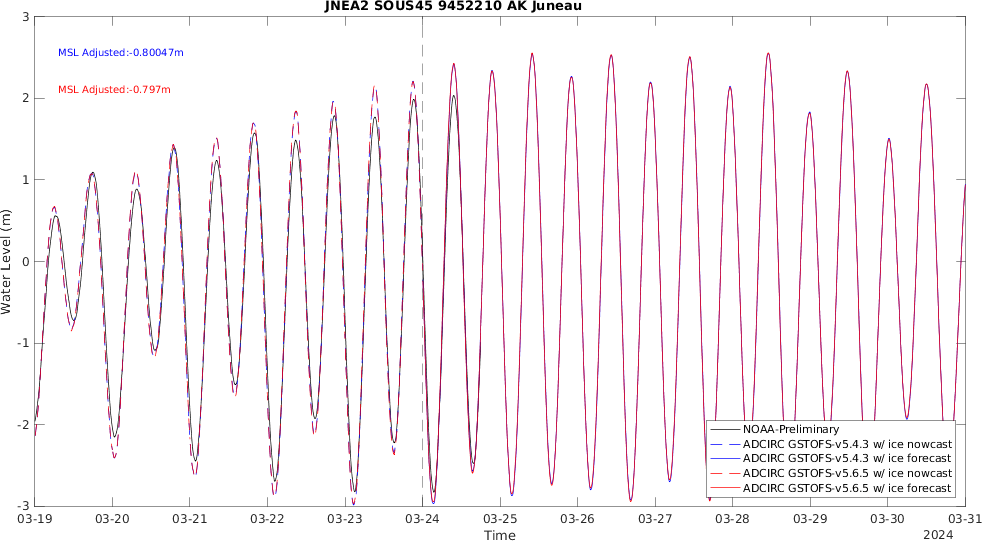 JNEA2 SOUS45 9452210 AK Juneau
MSL Adjusted:-0.80047m
MSL Adjusted:-0.797m
Water Level (m)
3
2
1
0
-1
-2
-3
NOAA-Preliminary
ADCIRC GSTOFS-v5.4.3 w/ ice nowcast
ADCIRC GSTOFS-v5.4.3 w/ ice forecast
ADCIRC GSTOFS-v5.6.5 w/ ice nowcast
ADCIRC GSTOFS-v5.6.5 w/ ice forecast
03-19 03-20 03-21 03-22 03-23 03-24 03-25 03-26 03-27 03-28 03-29 03-30 03-31
Time
2024